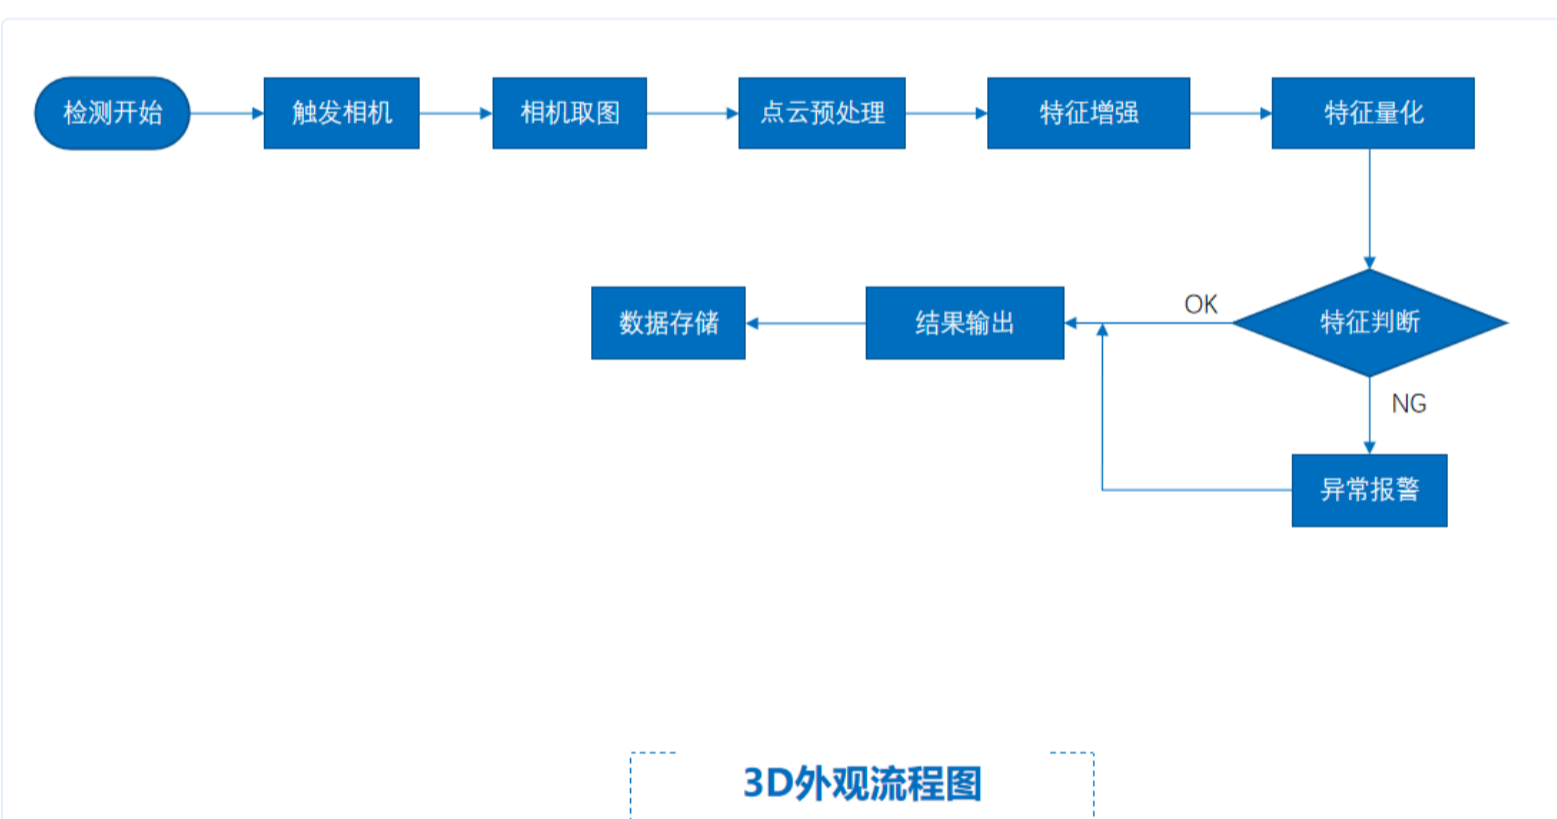 检测开始
触发相机
相机取图
点云预处理
特征增强
特征量化
特征判断
OK
结果输出
数据存储
NG
异常报警
3D外观流程图